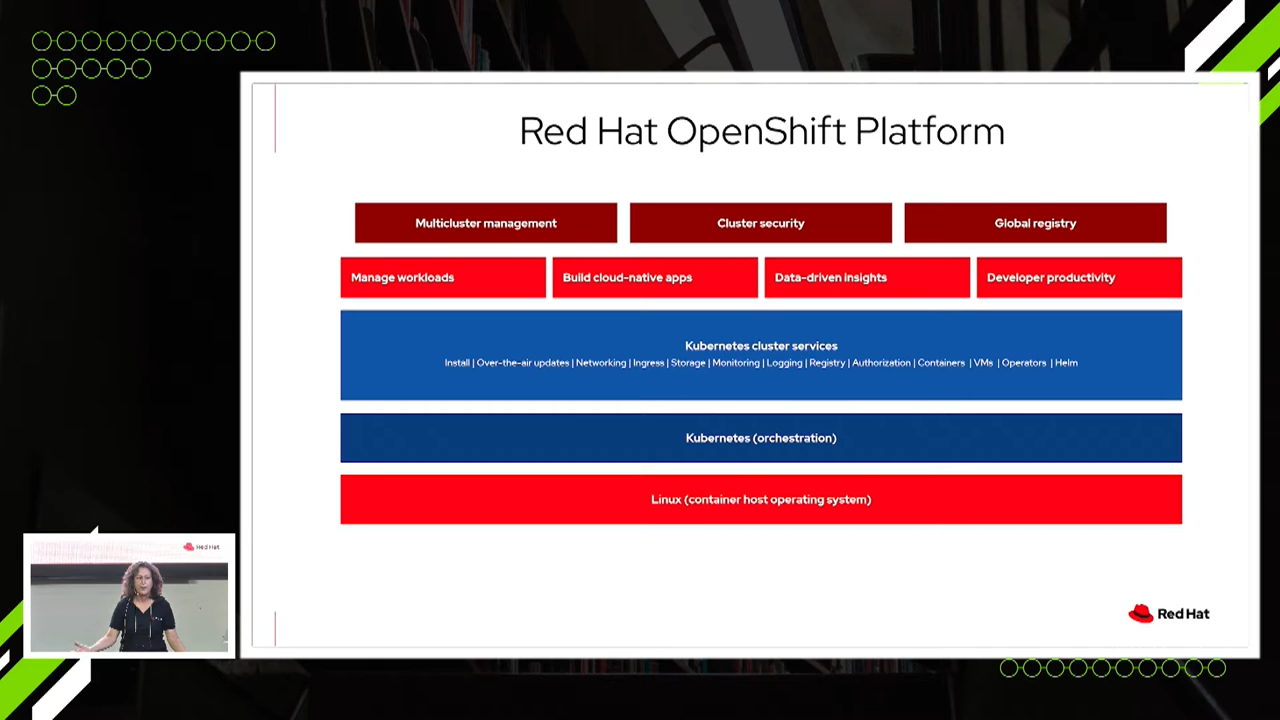 Red Hat OpenShift Platform
Multicluster management
Cluster security
Global registry
Manage workloads
Build cloud-native apps
Data-driven insights
Developer productivity
Kubernetes cluster services
Install | Over-the-air updates | Networking | Ingress | Storage | Monitoring | Logging | Registry | Authorization | Containers | VMs | Operators | Helm
Kubernetes (orchestration)
Linux (container host operating system)
Red Hat
Red Hat